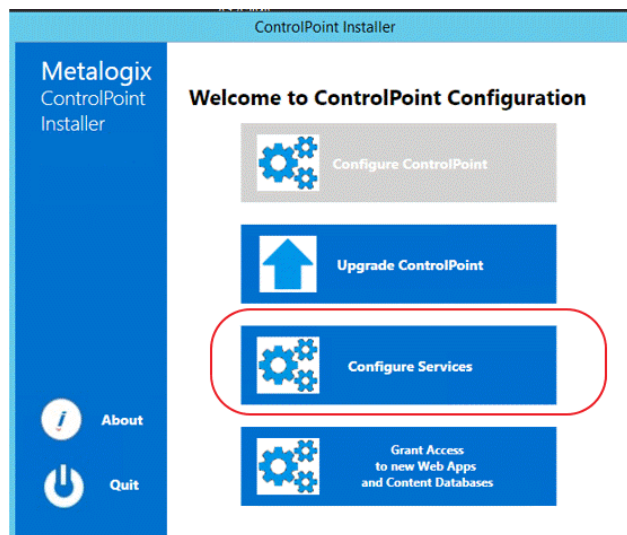 ControlPoint Installer
Metalogix
ControlPoint
Installer
Welcome to ControlPoint Configuration
Configure ControlPoint
Upgrade ControlPoint
Configure Services
Grant Access
to new Web Apps
and Content Databases
About
Quit